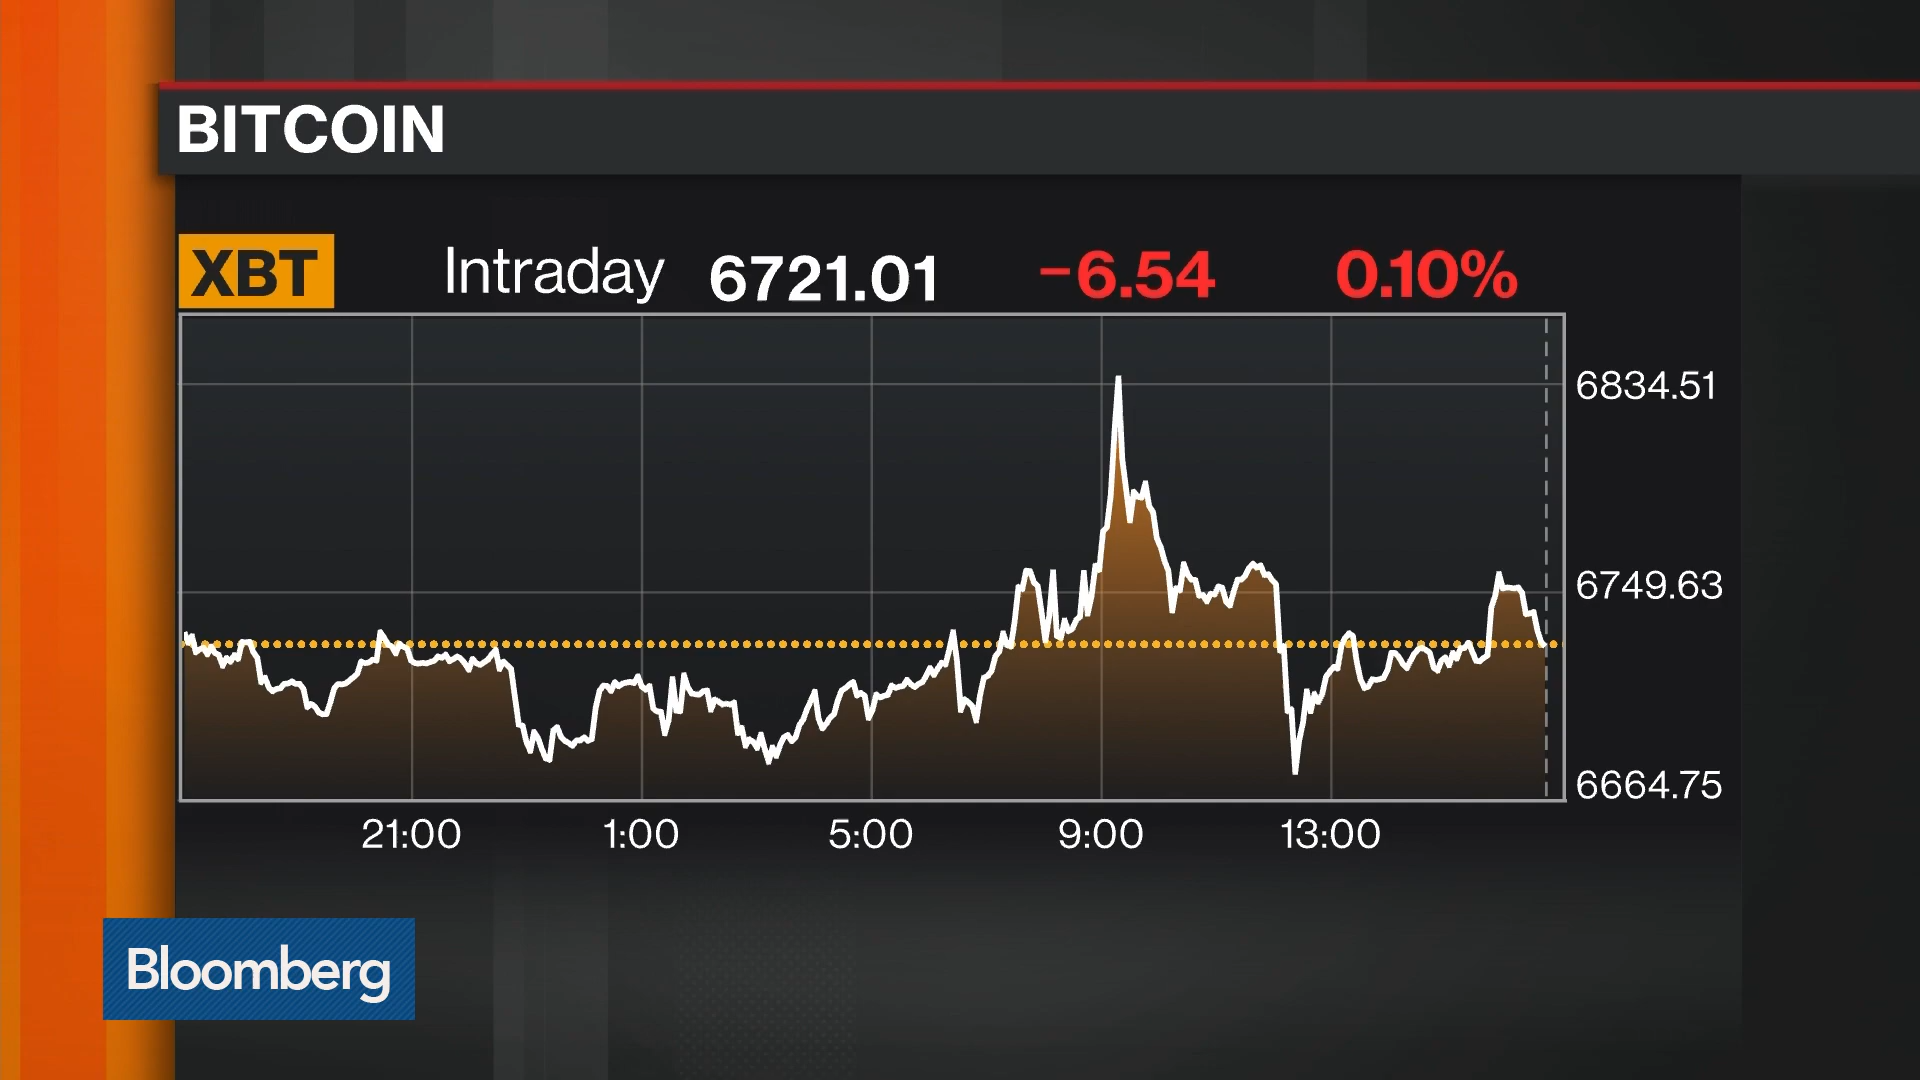 BITCOIN
XBT Intraday 6721.01 −6.54 0.10%
6834.51
6749.63
6664.75
21:00 1:00 5:00 9:00 13:00
Bloomberg